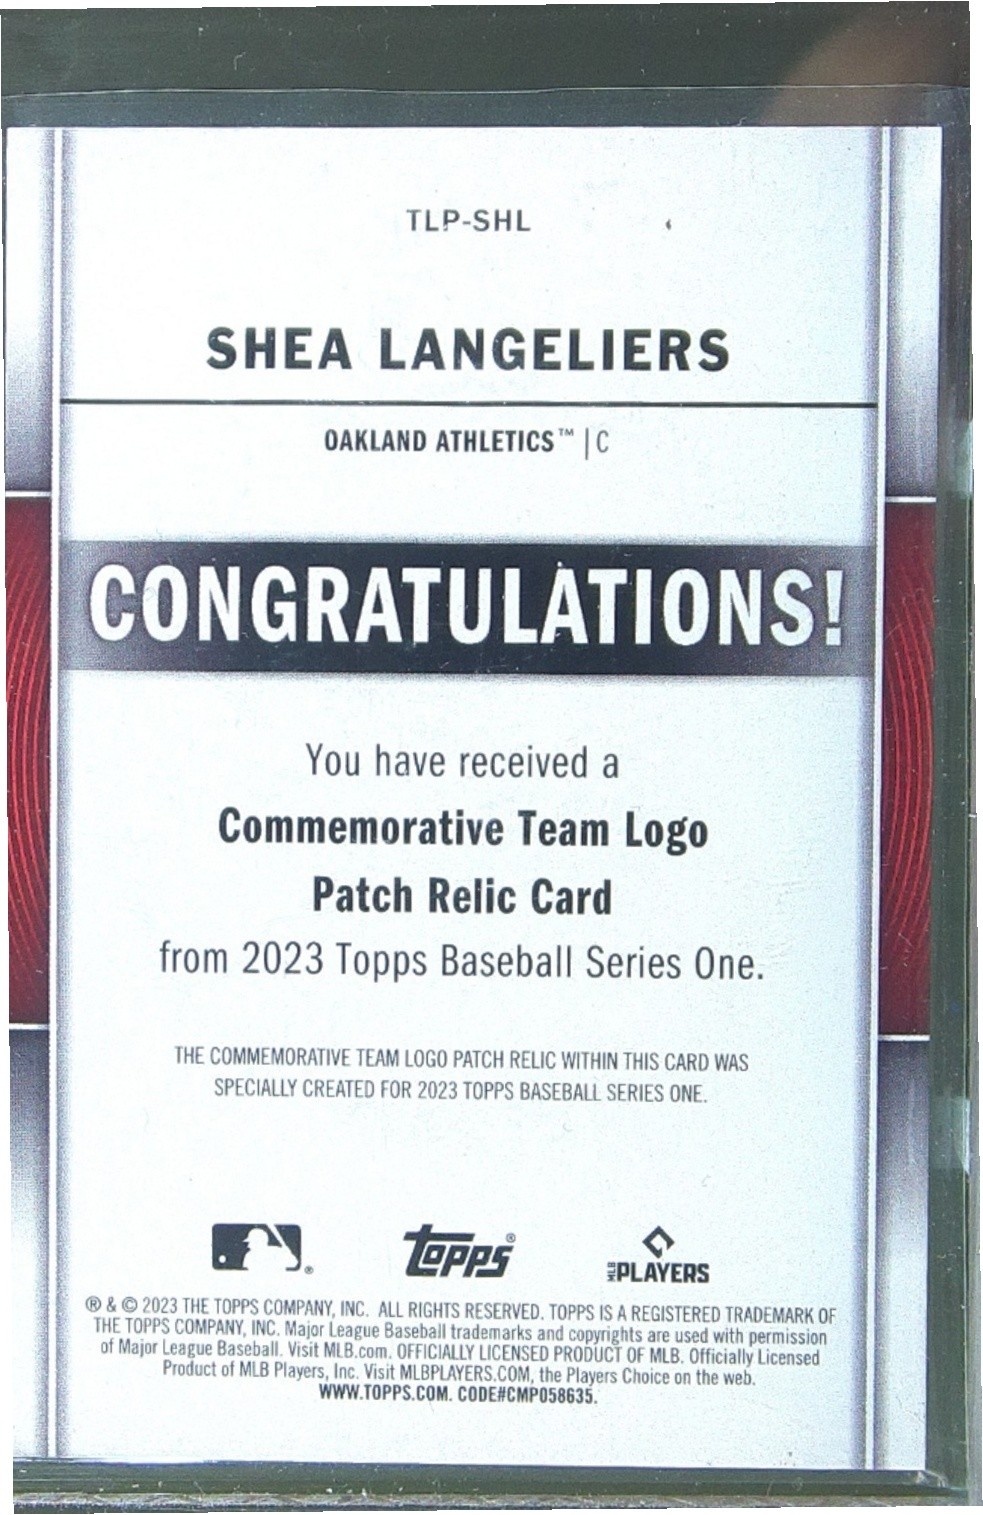 TLP-SHL
SHEA LANGELIERS
OAKLAND ATHLETICS™ | C
CONGRATULATIONS!
You have received a
Commemorative Team Logo
Patch Relic Card
from 2023 Topps Baseball Series One.
THE COMMEMORATIVE TEAM LOGO PATCH RELIC WITHIN THIS CARD WAS
SPECIALLY CREATED FOR 2023 TOPPS BASEBALL SERIES ONE.
® topps® MLB PLAYERS
® & © 2023 THE TOPPS COMPANY, INC. ALL RIGHTS RESERVED. TOPPS IS A REGISTERED TRADEMARK OF
THE TOPPS COMPANY, INC. Major League Baseball trademarks and copyrights are used with permission
of Major League Baseball. Visit MLB.com. OFFICIALLY LICENSED PRODUCT OF MLB. Officially Licensed
Product of MLB Players, Inc. Visit MLBPLAYERS.COM, the Players Choice on the web.
WWW.TOPPS.COM. CODE#CMP058635.